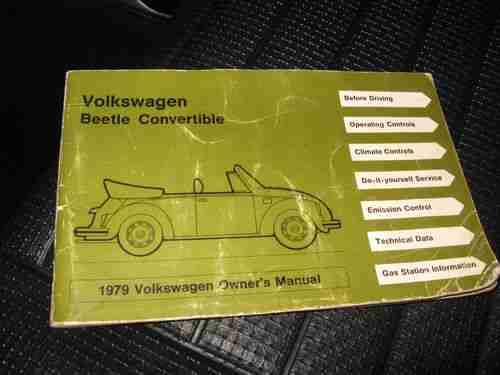 Volkswagen
Beetle Convertible
Before Driving
Operating Controls
Climate Controls
Do-it-yourself Service
Emission Control
Technical Data
Gas Station Information
1979 Volkswagen Owner's Manual